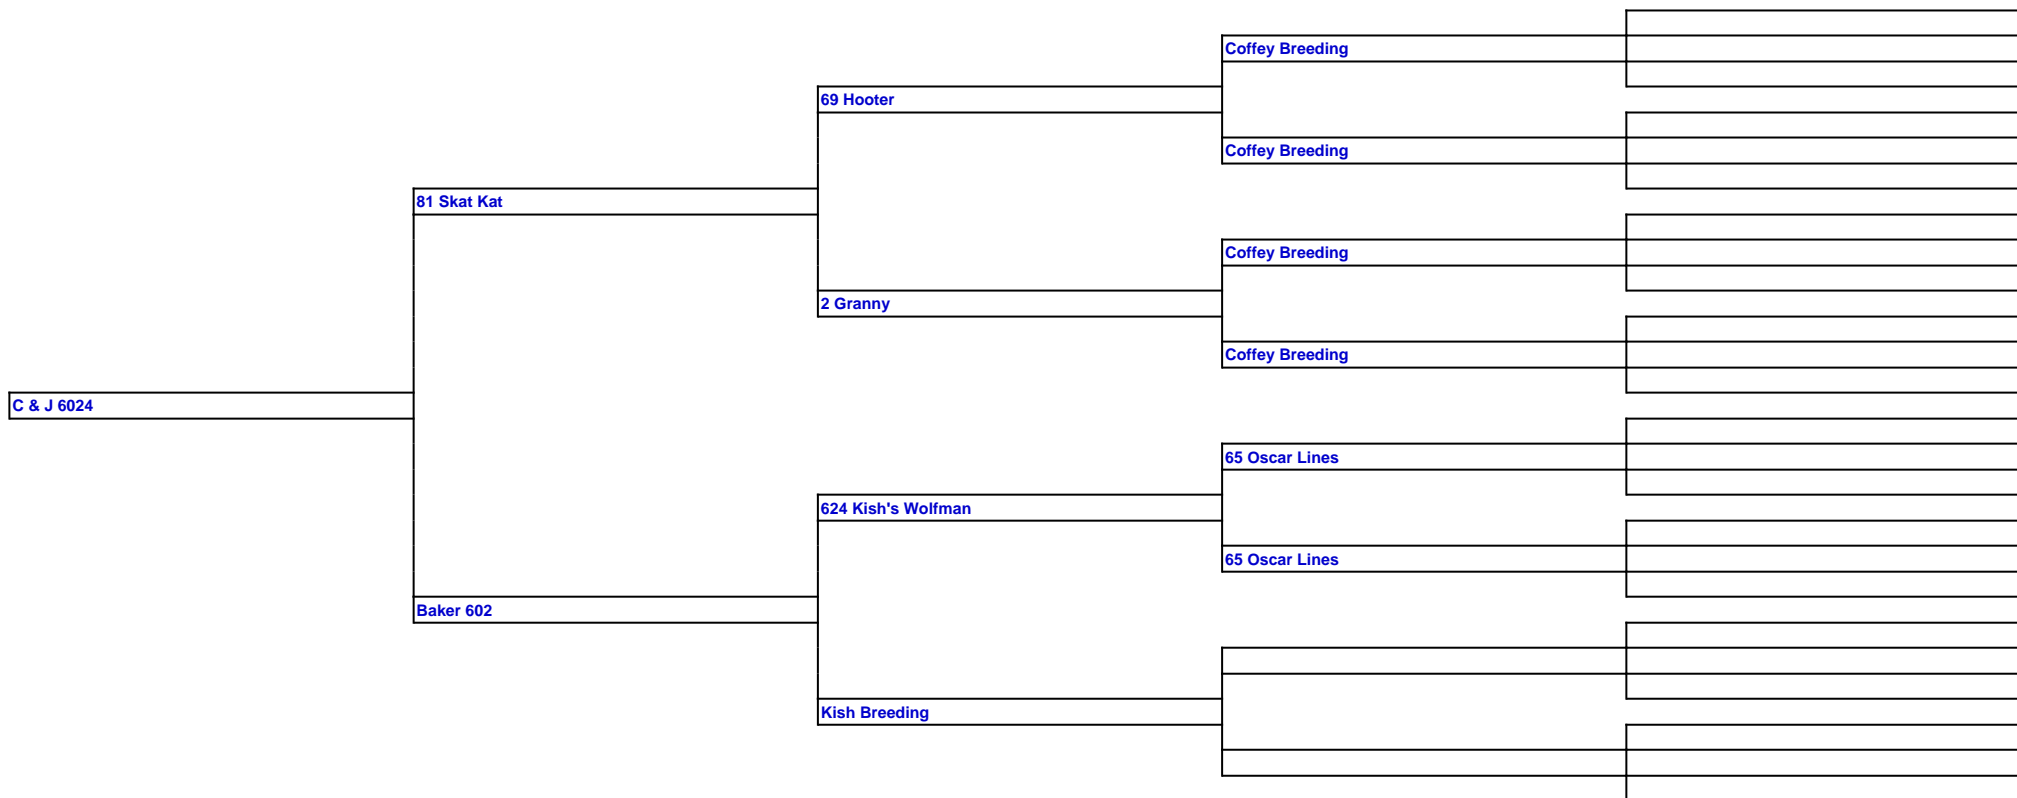 Coffey Breeding
69 Hooter
Coffey Breeding
81 Skat Kat
Coffey Breeding
2 Granny
Coffey Breeding
C & J 6024
65 Oscar Lines
624 Kish's Wolfman
65 Oscar Lines
Baker 602
Kish Breeding